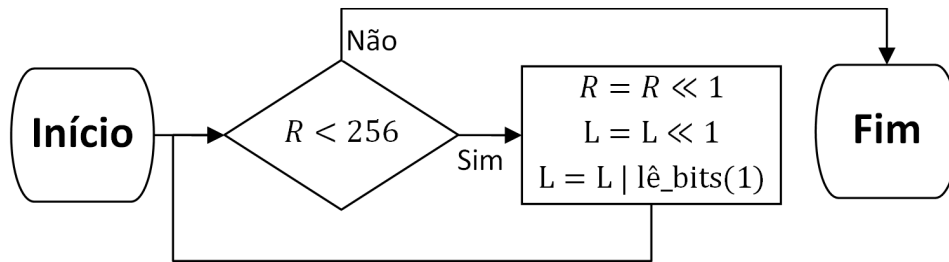 Início
R < 256
Não
Sim
R = R ≪ 1
L = L ≪ 1
L = L | lê_bits(1)
Fim